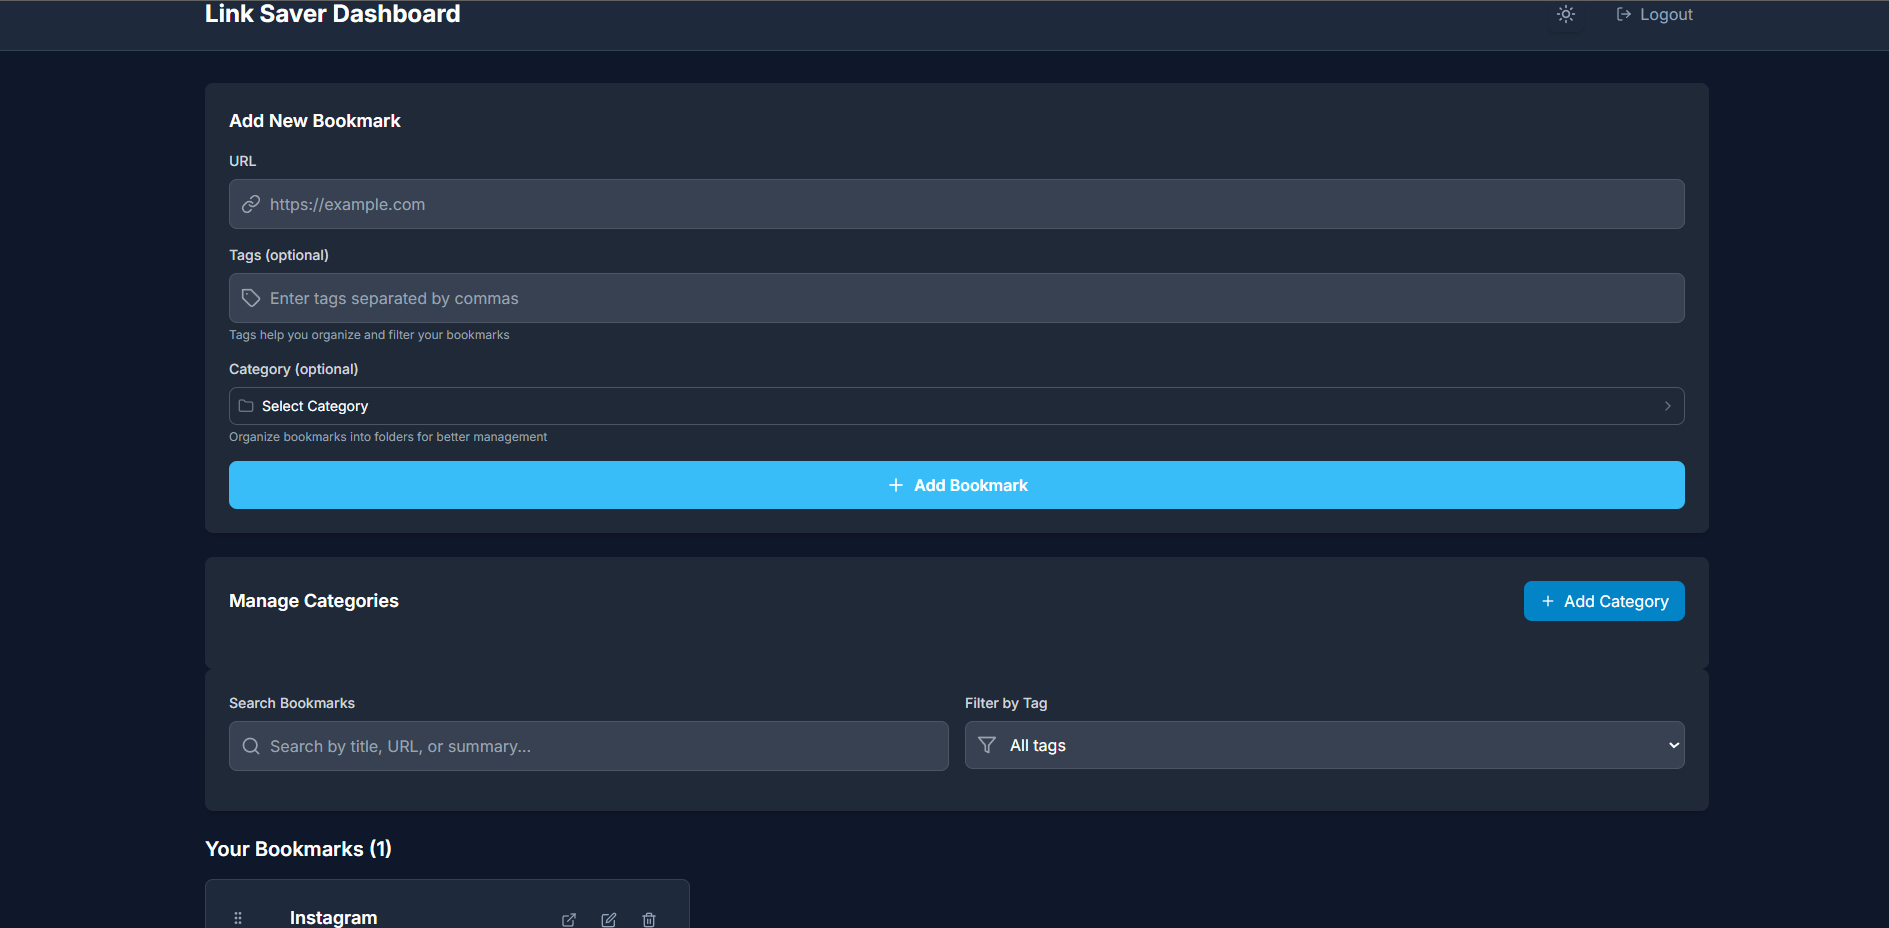 Link Saver Dashboard
Logout
Add New Bookmark
URL
https://example.com
Tags (optional)
Enter tags separated by commas
Tags help you organize and filter your bookmarks
Category (optional)
Select Category
Organize bookmarks into folders for better management
Add Bookmark
Manage Categories
Add Category
Search Bookmarks
Search by title, URL, or summary...
Filter by Tag
All tags
Your Bookmarks (1)
Instagram